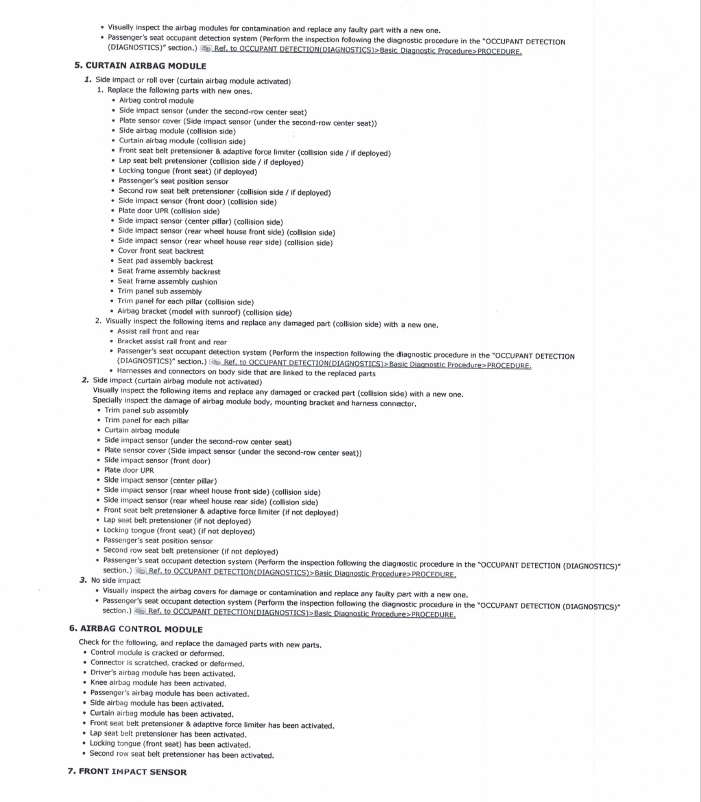 • Visually inspect the airbag modules for contamination and replace any faulty part with a new one.
• Passenger's seat occupant detection system (Perform the inspection following the diagnostic procedure in the "OCCUPANT DETECTION
(DIAGNOSTICS)" section.) Ref. to OCCUPANT DETECTION(DIAGNOSTICS)>Basic Diagnostic Procedure>PROCEDURE.
5. CURTAIN AIRBAG MODULE
1. Side impact or roll over (curtain airbag module activated)
1. Replace the following parts with new ones.
• Airbag control module
• Side impact sensor (under the second-row center seat)
• Plate sensor cover (Side impact sensor (under the second-row center seat))
• Side airbag module (collision side)
• Curtain airbag module (collision side)
• Front seat belt pretensioner & adaptive force limiter (collision side / if deployed)
• Lap seat belt pretensioner (collision side / if deployed)
• Locking tongue (front seat) (if deployed)
• Passenger's seat position sensor
• Second row seat belt pretensioner (collision side / if deployed)
• Side impact sensor (front door) (collision side)
• Plate door UPR (collision side)
• Side impact sensor (center pillar) (collision side)
• Side impact sensor (rear wheel house front side) (collision side)
• Side impact sensor (rear wheel house rear side) (collision side)
• Cover front seat backrest
• Seat pad assembly backrest
• Seat frame assembly backrest
• Seat frame assembly cushion
• Trim panel sub assembly
• Trim panel for each pillar (collision side)
• Airbag bracket (model with sunroof) (collision side)
2. Visually inspect the following items and replace any damaged part (collision side) with a new one.
• Assist rail front and rear
• Bracket assist rail front and rear
• Passenger's seat occupant detection system (Perform the inspection following the diagnostic procedure in the "OCCUPANT DETECTION
(DIAGNOSTICS)" section.) Ref. to OCCUPANT DETECTION(DIAGNOSTICS)>Basic Diagnostic Procedure>PROCEDURE.
• Harnesses and connectors on body side that are linked to the replaced parts
2. Side impact (curtain airbag module not activated)
Visually inspect the following items and replace any damaged or cracked part (collision side) with a new one.
Specially inspect the damage of airbag module body, mounting bracket and harness connector.
• Trim panel sub assembly
• Trim panel for each pillar
• Curtain airbag module
• Side impact sensor (under the second-row center seat)
• Plate sensor cover (Side impact sensor (under the second-row center seat))
• Side impact sensor (front door)
• Plate door UPR
• Side impact sensor (center pillar)
• Side impact sensor (rear wheel house front side) (collision side)
• Side impact sensor (rear wheel house rear side) (collision side)
• Front seat belt pretensioner & adaptive force limiter (if not deployed)
• Lap seat belt pretensioner (if not deployed)
• Locking tongue (front seat) (if not deployed)
• Passenger's seat position sensor
• Second row seat belt pretensioner (if not deployed)
• Passenger's seat occupant detection system (Perform the inspection following the diagnostic procedure in the "OCCUPANT DETECTION (DIAGNOSTICS)"
section.) Ref. to OCCUPANT DETECTION(DIAGNOSTICS)>Basic Diagnostic Procedure>PROCEDURE.
3. No side impact
• Visually inspect the airbag covers for damage or contamination and replace any faulty part with a new one.
• Passenger's seat occupant detection system (Perform the inspection following the diagnostic procedure in the "OCCUPANT DETECTION (DIAGNOSTICS)"
section.) Ref. to OCCUPANT DETECTION(DIAGNOSTICS)>Basic Diagnostic Procedure>PROCEDURE.
6. AIRBAG CONTROL MODULE
Check for the following, and replace the damaged parts with new parts.
• Control module is cracked or deformed.
• Connector is scratched, cracked or deformed.
• Driver's airbag module has been activated.
• Knee airbag module has been activated.
• Passenger's airbag module has been activated.
• Side airbag module has been activated.
• Curtain airbag module has been activated.
• Front seat belt pretensioner & adaptive force limiter has been activated.
• Lap seat belt pretensioner has been activated.
• Locking tongue (front seat) has been activated.
• Second row seat belt pretensioner has been activated.
7. FRONT IMPACT SENSOR